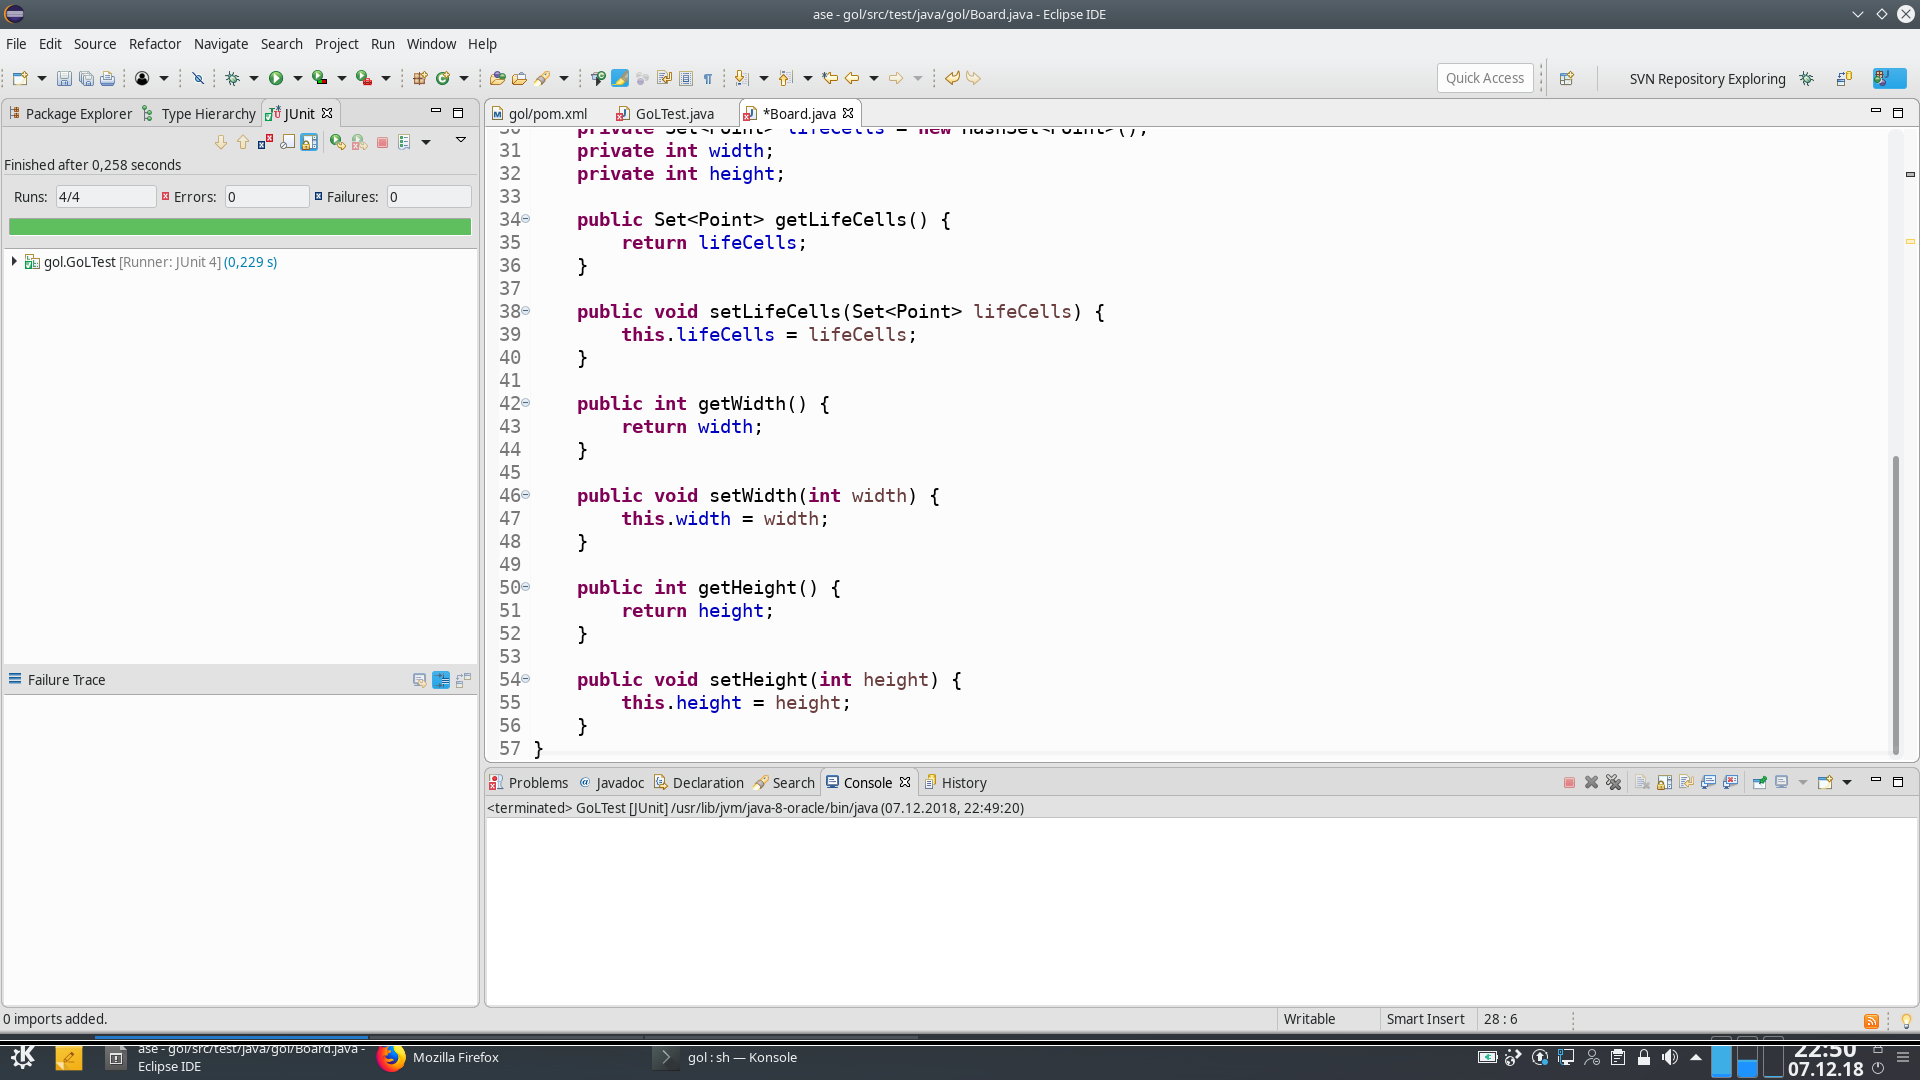 ase - gol/src/test/java/gol/Board.java - Eclipse IDE
File Edit Source Refactor Navigate Search Project Run Window Help
Quick Access
SVN Repository Exploring
Package Explorer Type Hierarchy JUnit
Finished after 0,258 seconds
Runs: 4/4 Errors: 0 Failures: 0
gol.GoLTest [Runner: JUnit 4] (0,229 s)
Failure Trace
gol/pom.xml GoLTest.java *Board.java
30 private Set<Point> lifeCells = new HashSet<Point>();
31 private int width;
32 private int height;
33
34 public Set<Point> getLifeCells() {
35 return lifeCells;
36 }
37
38 public void setLifeCells(Set<Point> lifeCells) {
39 this.lifeCells = lifeCells;
40 }
41
42 public int getWidth() {
43 return width;
44 }
45
46 public void setWidth(int width) {
47 this.width = width;
48 }
49
50 public int getHeight() {
51 return height;
52 }
53
54 public void setHeight(int height) {
55 this.height = height;
56 }
57 }
Problems Javadoc Declaration Search Console History
<terminated> GoLTest [JUnit] /usr/lib/jvm/java-8-oracle/bin/java (07.12.2018, 22:49:20)
0 imports added.
Writable Smart Insert 28 : 6
ase - gol/src/test/java/gol/Board.java -
Eclipse IDE
Mozilla Firefox
gol : sh — Konsole
22:50
07.12.18